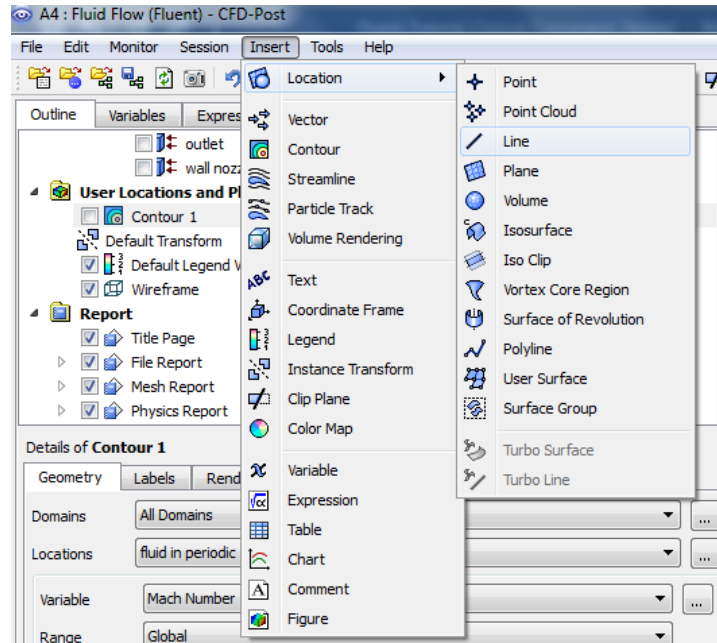 A4 : Fluid Flow (Fluent) - CFD-Post
File Edit Monitor Session Insert Tools Help
Outline Variables Expres
outlet
wall nozz
User Locations and Pl
Contour 1
Default Transform
Default Legend V
Wireframe
Report
Title Page
File Report
Mesh Report
Physics Report
Details of Contour 1
Geometry Labels Rend
Domains All Domains ...
Locations fluid in periodic ...
Variable Mach Number ...
Range Global
Location
Vector
Contour
Streamline
Particle Track
Volume Rendering
ABC Text
Coordinate Frame
Legend
Instance Transform
Clip Plane
Color Map
Variable
Expression
Table
Chart
A Comment
Figure
Point
Point Cloud
Line
Plane
Volume
Isosurface
Iso Clip
Vortex Core Region
Surface of Revolution
Polyline
User Surface
Surface Group
Turbo Surface
Turbo Line